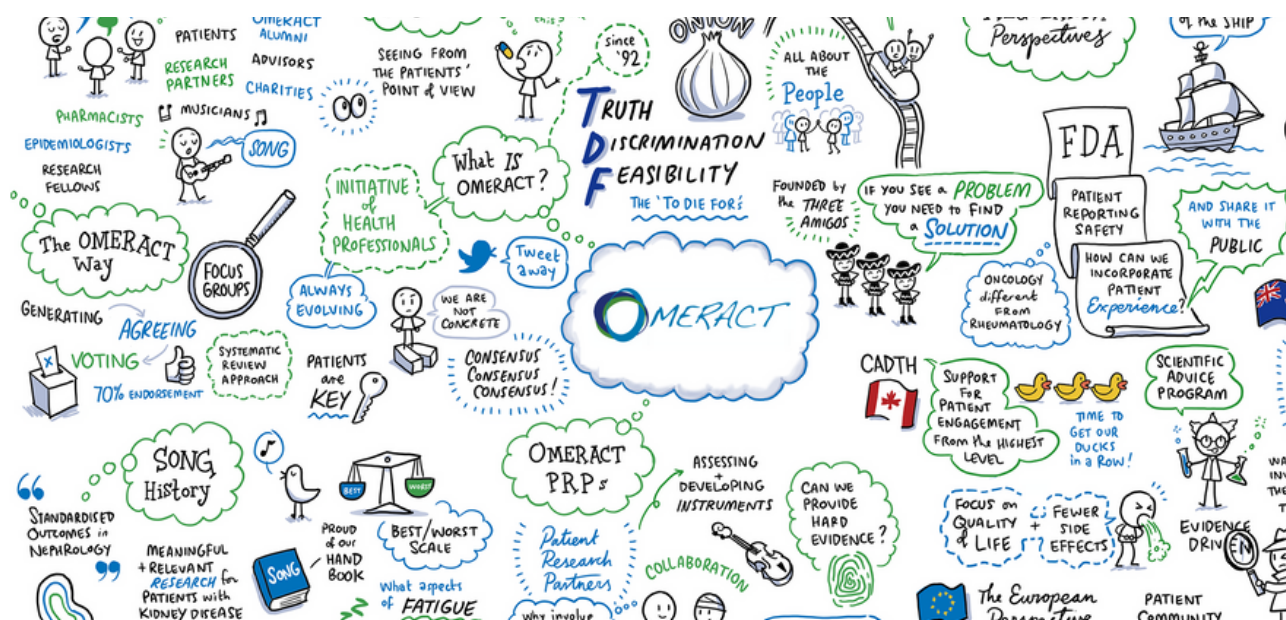 OMERACT
ALUMNI
PATIENTS
RESEARCH
PARTNERS
ADVISORS
CHARITIES
PHARMACISTS
MUSICIANS
EPIDEMIOLOGISTS
SONG
RESEARCH
FELLOWS
SEEING FROM
THE PATIENTS'
POINT of VIEW
this
since
'92
What IS
OMERACT?
INITIATIVE
of
HEALTH
PROFESSIONALS
ALWAYS
EVOLVING
Tweet
away
The OMERACT
Way
FOCUS
GROUPS
GENERATING
AGREEING
VOTING
X
70% ENDORSEMENT
SYSTEMATIC
REVIEW
APPROACH
PATIENTS
are
KEY
WE ARE
NOT
CONCRETE
CONSENSUS
CONSENSUS
CONSENSUS!
ONION
TRUTH
DISCRIMINATION
FEASIBILITY
THE 'TO DIE FOR'S
OMERACT
ALL ABOUT
THE
People
FOUNDED by
the THREE
AMIGOS
IF YOU SEE a PROBLEM
YOU NEED to FIND
a SOLUTION
Perspectives
of the SHIP
FDA
PATIENT
REPORTING
SAFETY
HOW CAN WE
INCORPORATE
PATIENT
Experience?
AND SHARE IT
WITH THE
PUBLIC
ONCOLOGY
different
FROM
RHEUMATOLOGY
CADTH
SUPPORT
FOR
PATIENT
ENGAGEMENT
FROM the HIGHEST
LEVEL
TIME TO
GET OUR
DUCKS
in a ROW!
SCIENTIFIC
ADVICE
PROGRAM
FOCUS on
QUALITY
of LIFE
+
FEWER
SIDE
EFFECTS
EVIDENCE
DRIVEN
The European
Perspective
PATIENT
COMMUNITY
SONG
History
STANDARDISED
OUTCOMES in
NEPHROLOGY
MEANINGFUL
+ RELEVANT
RESEARCH for
PATIENTS with
KIDNEY DISEASE
SONG
PROUD
of OUR
HAND
BOOK
BEST
WORST
BEST/WORST
SCALE
What aspects
of FATIGUE
OMERACT
PRPs
Patient
Research
Partners
Why involve
ASSESSING
+
DEVELOPING
INSTRUMENTS
COLLABORATION
CAN WE
PROVIDE
HARD
EVIDENCE?